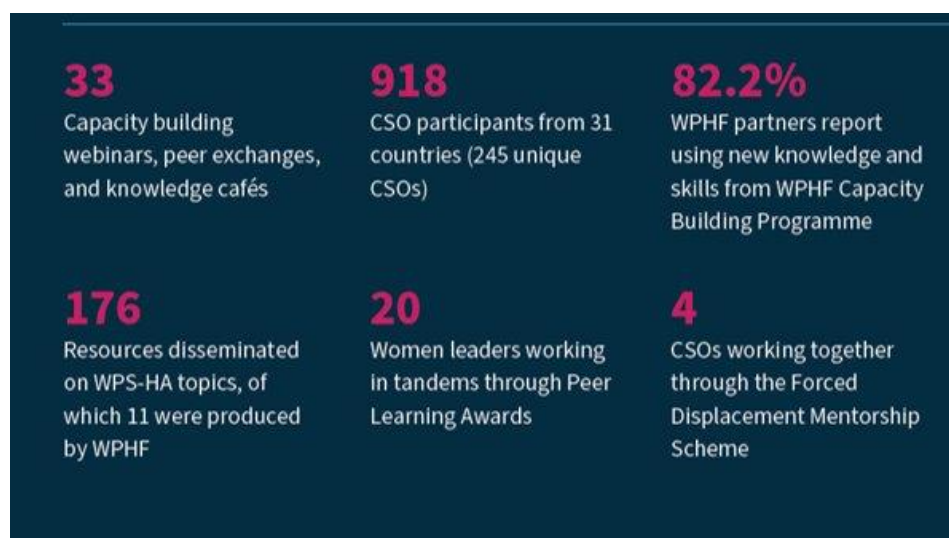 33
Capacity building
webinars, peer exchanges,
and knowledge cafés
918
CSO participants from 31
countries (245 unique
CSOs)
82.2%
WPHF partners report
using new knowledge and
skills from WPHF Capacity
Building Programme
176
Resources disseminated
on WPS-HA topics, of
which 11 were produced
by WPHF
20
Women leaders working
in tandems through Peer
Learning Awards
4
CSOs working together
through the Forced
Displacement Mentorship
Scheme